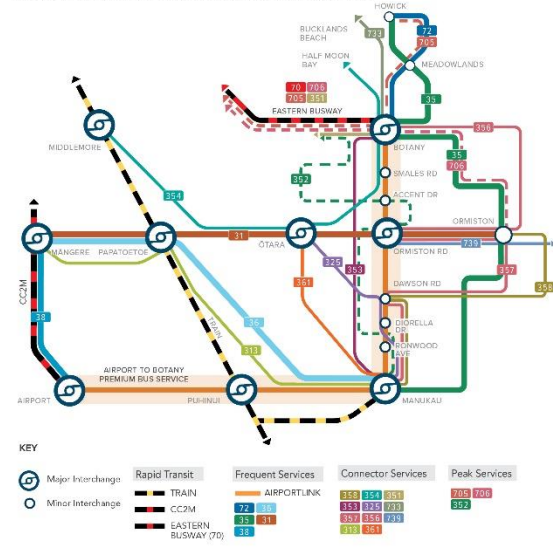 HOWICK
BUCKLANDS
BEACH
733
72
705
HALF MOON
BAY
MEADOWLANDS
70 706
705 351
35
EASTERN BUSWAY
356
MIDDLEMORE
BOTANY
35
706
352
SMALES RD
354
ACCENT DR
ORMISTON
31
739
MĀNGERE
PAPATOETOE
ŌTARA
ORMISTON RD
325
353
357
CC2M
361
DAWSON RD
358
38
TRAIN
36
DIORELLA
DR
313
RONWOOD
AVE
AIRPORT TO BOTANY
PREMIUM BUS SERVICE
AIRPORT
PUHINUI
MANUKAU
KEY
Major Interchange
Minor Interchange
Rapid Transit
TRAIN
CC2M
EASTERN
BUSWAY (70)
Frequent Services
AIRPORTLINK
72 36
35 31
38
Connector Services
358 354 351
353 325 733
357 356 739
313 361
Peak Services
705 706
352